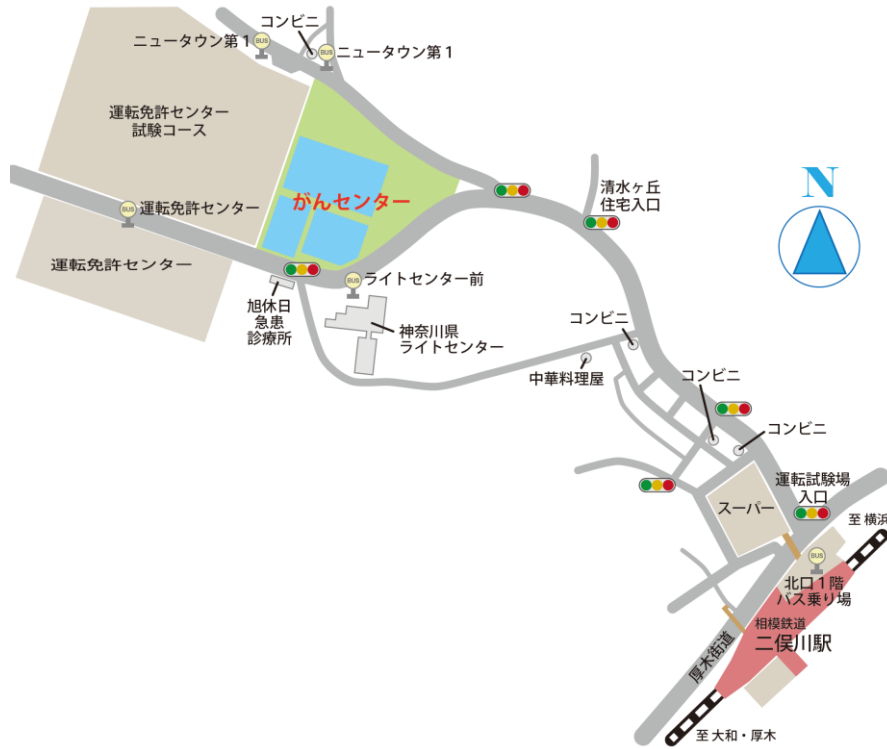 コンビニ
ニュータウン第1
BUS
BUS
ニュータウン第1
運転免許センター
試験コース
がんセンター
清水ヶ丘
住宅入口
N
BUS
運転免許センター
運転免許センター
BUS
ライトセンター前
旭休日
急患
診療所
神奈川県
ライトセンター
コンビニ
中華料理屋
コンビニ
コンビニ
運転試験場
入口
スーパー
至 横浜
BUS
北口1階
バス乗り場
相模鉄道
二俣川駅
厚木街道
至 大和・厚木